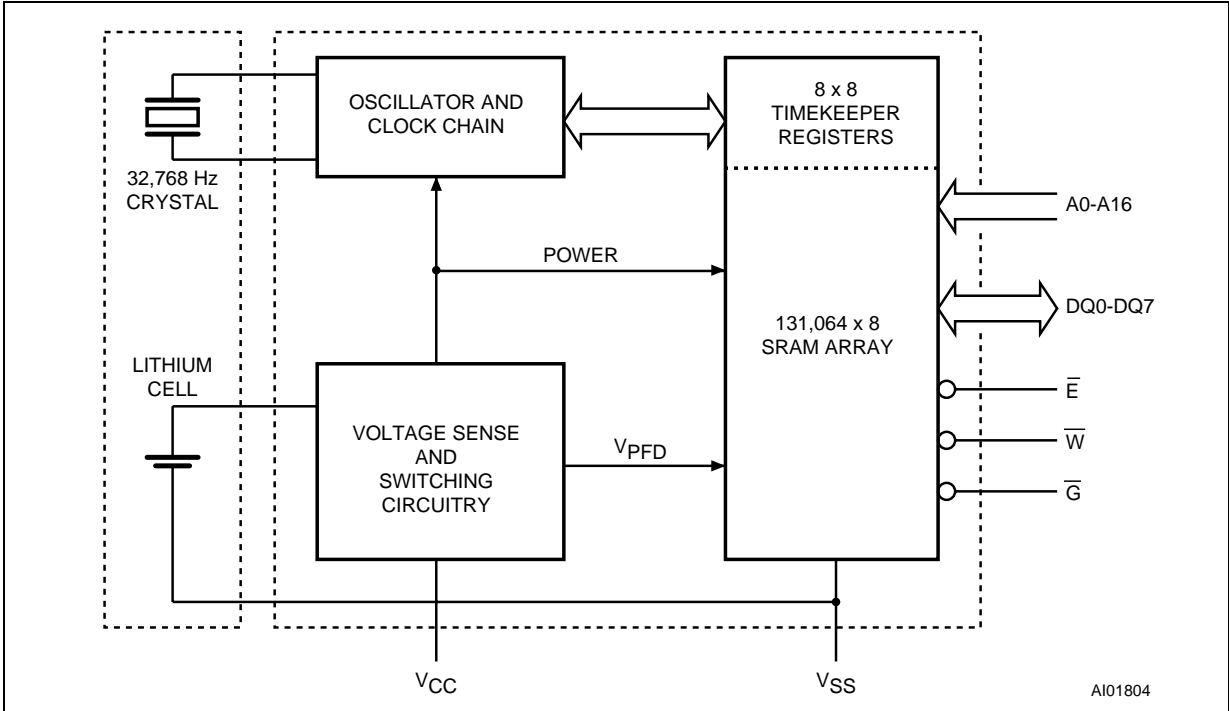 OSCILLATOR AND
CLOCK CHAIN
8 x 8
TIMEKEEPER
REGISTERS
32,768 Hz
CRYSTAL
A0-A16
POWER
DQ0-DQ7
131,064 x 8
SRAM ARRAY
LITHIUM
CELL
E̅
VOLTAGE SENSE
AND
SWITCHING
CIRCUITRY
VPFD
W̅
G̅
VCC
VSS
AI01804